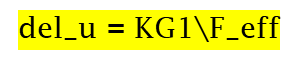 del_u = KG1\F_eff